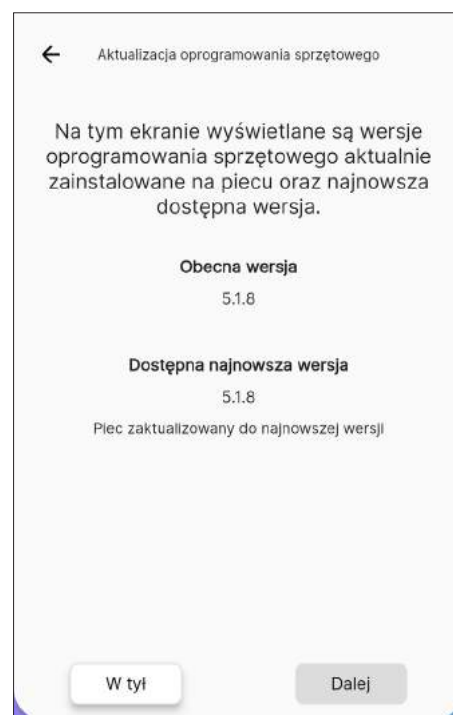 Aktualizacja oprogramowania sprzętowego
Na tym ekranie wyświetlane są wersje
oprogramowania sprzętowego aktualnie
zainstalowane na piecu oraz najnowsza
dostępna wersja.
Obecna wersja
5.1.8
Dostępna najnowsza wersja
5.1.8
Piec zaktualizowany do najnowszej wersji
W tył
Dalej